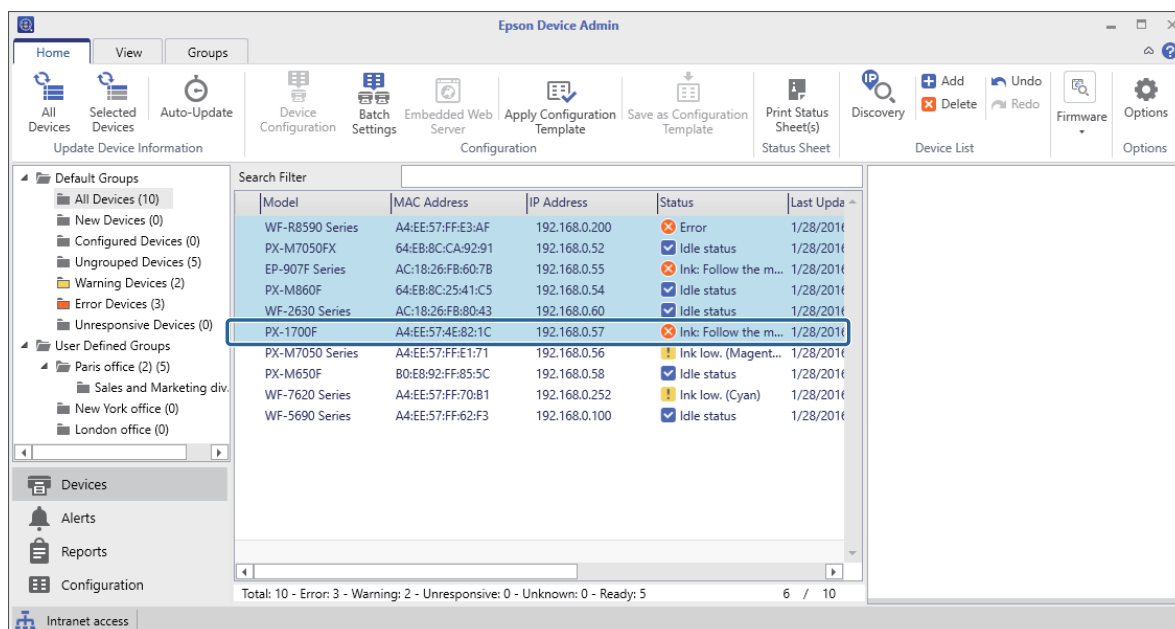 Epson Device Admin
Home View Groups
All Devices
Selected Devices
Auto-Update
Update Device Information
Device Configuration
Batch Settings
Embedded Web Server
Apply Configuration Template
Save as Configuration Template
Configuration
Print Status Sheet(s)
Status Sheet
IP
Discovery
Add
Delete
Undo
Redo
Device List
Firmware
Options
Options
Default Groups
All Devices (10)
New Devices (0)
Configured Devices (0)
Ungrouped Devices (5)
Warning Devices (2)
Error Devices (3)
Unresponsive Devices (0)
User Defined Groups
Paris office (2) (5)
Sales and Marketing div.
New York office (0)
London office (0)
Devices
Alerts
Reports
Configuration
Search Filter
Model MAC Address IP Address Status Last Upda
WF-R8590 Series A4:EE:57:FF:E3:AF 192.168.0.200 Error 1/28/2016
PX-M7050FX 64:EB:8C:CA:92:91 192.168.0.52 Idle status 1/28/2016
EP-907F Series AC:18:26:FB:60:7B 192.168.0.55 Ink: Follow the m... 1/28/2016
PX-M860F 64:EB:8C:25:41:C5 192.168.0.54 Idle status 1/28/2016
WF-2630 Series AC:18:26:FB:80:43 192.168.0.60 Idle status 1/28/2016
PX-1700F A4:EE:57:4E:82:1C 192.168.0.57 Ink: Follow the m... 1/28/2016
PX-M7050 Series A4:EE:57:FF:E1:71 192.168.0.56 Ink low. (Magent... 1/28/2016
PX-M650F B0:E8:92:FF:85:5C 192.168.0.58 Idle status 1/28/2016
WF-7620 Series A4:EE:57:FF:70:B1 192.168.0.252 Ink low. (Cyan) 1/28/2016
WF-5690 Series A4:EE:57:FF:62:F3 192.168.0.100 Idle status 1/28/2016
Total: 10 - Error: 3 - Warning: 2 - Unresponsive: 0 - Unknown: 0 - Ready: 5 6 / 10
Intranet access